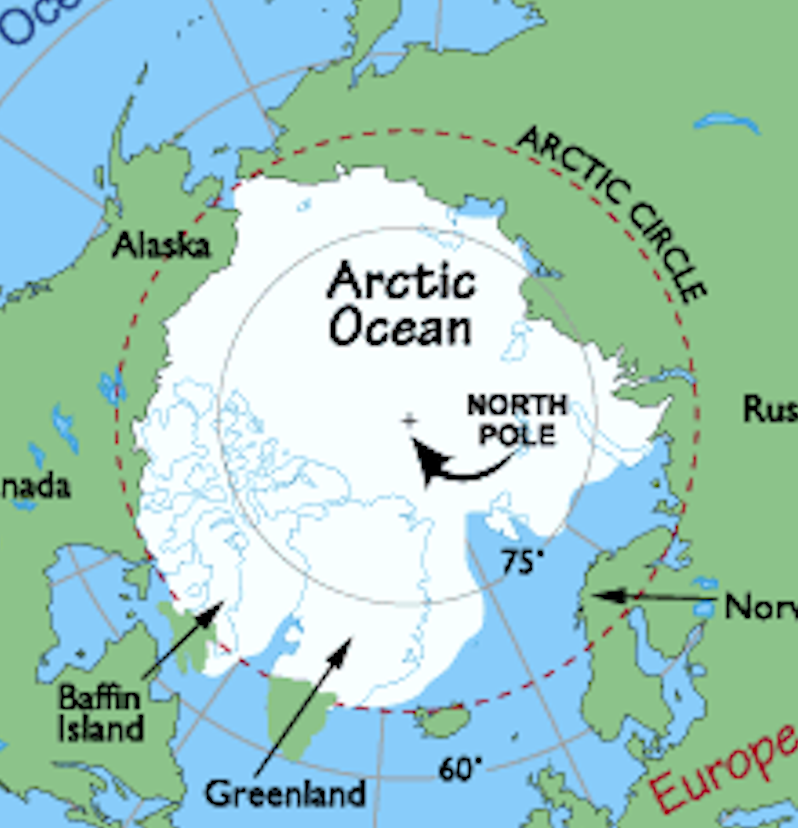 Oce
ARCTIC CIRCLE
Alaska
Arctic
Ocean
NORTH
POLE
Rus
nada
75°
Norv
Baffin
Island
60°
Greenland
Europe